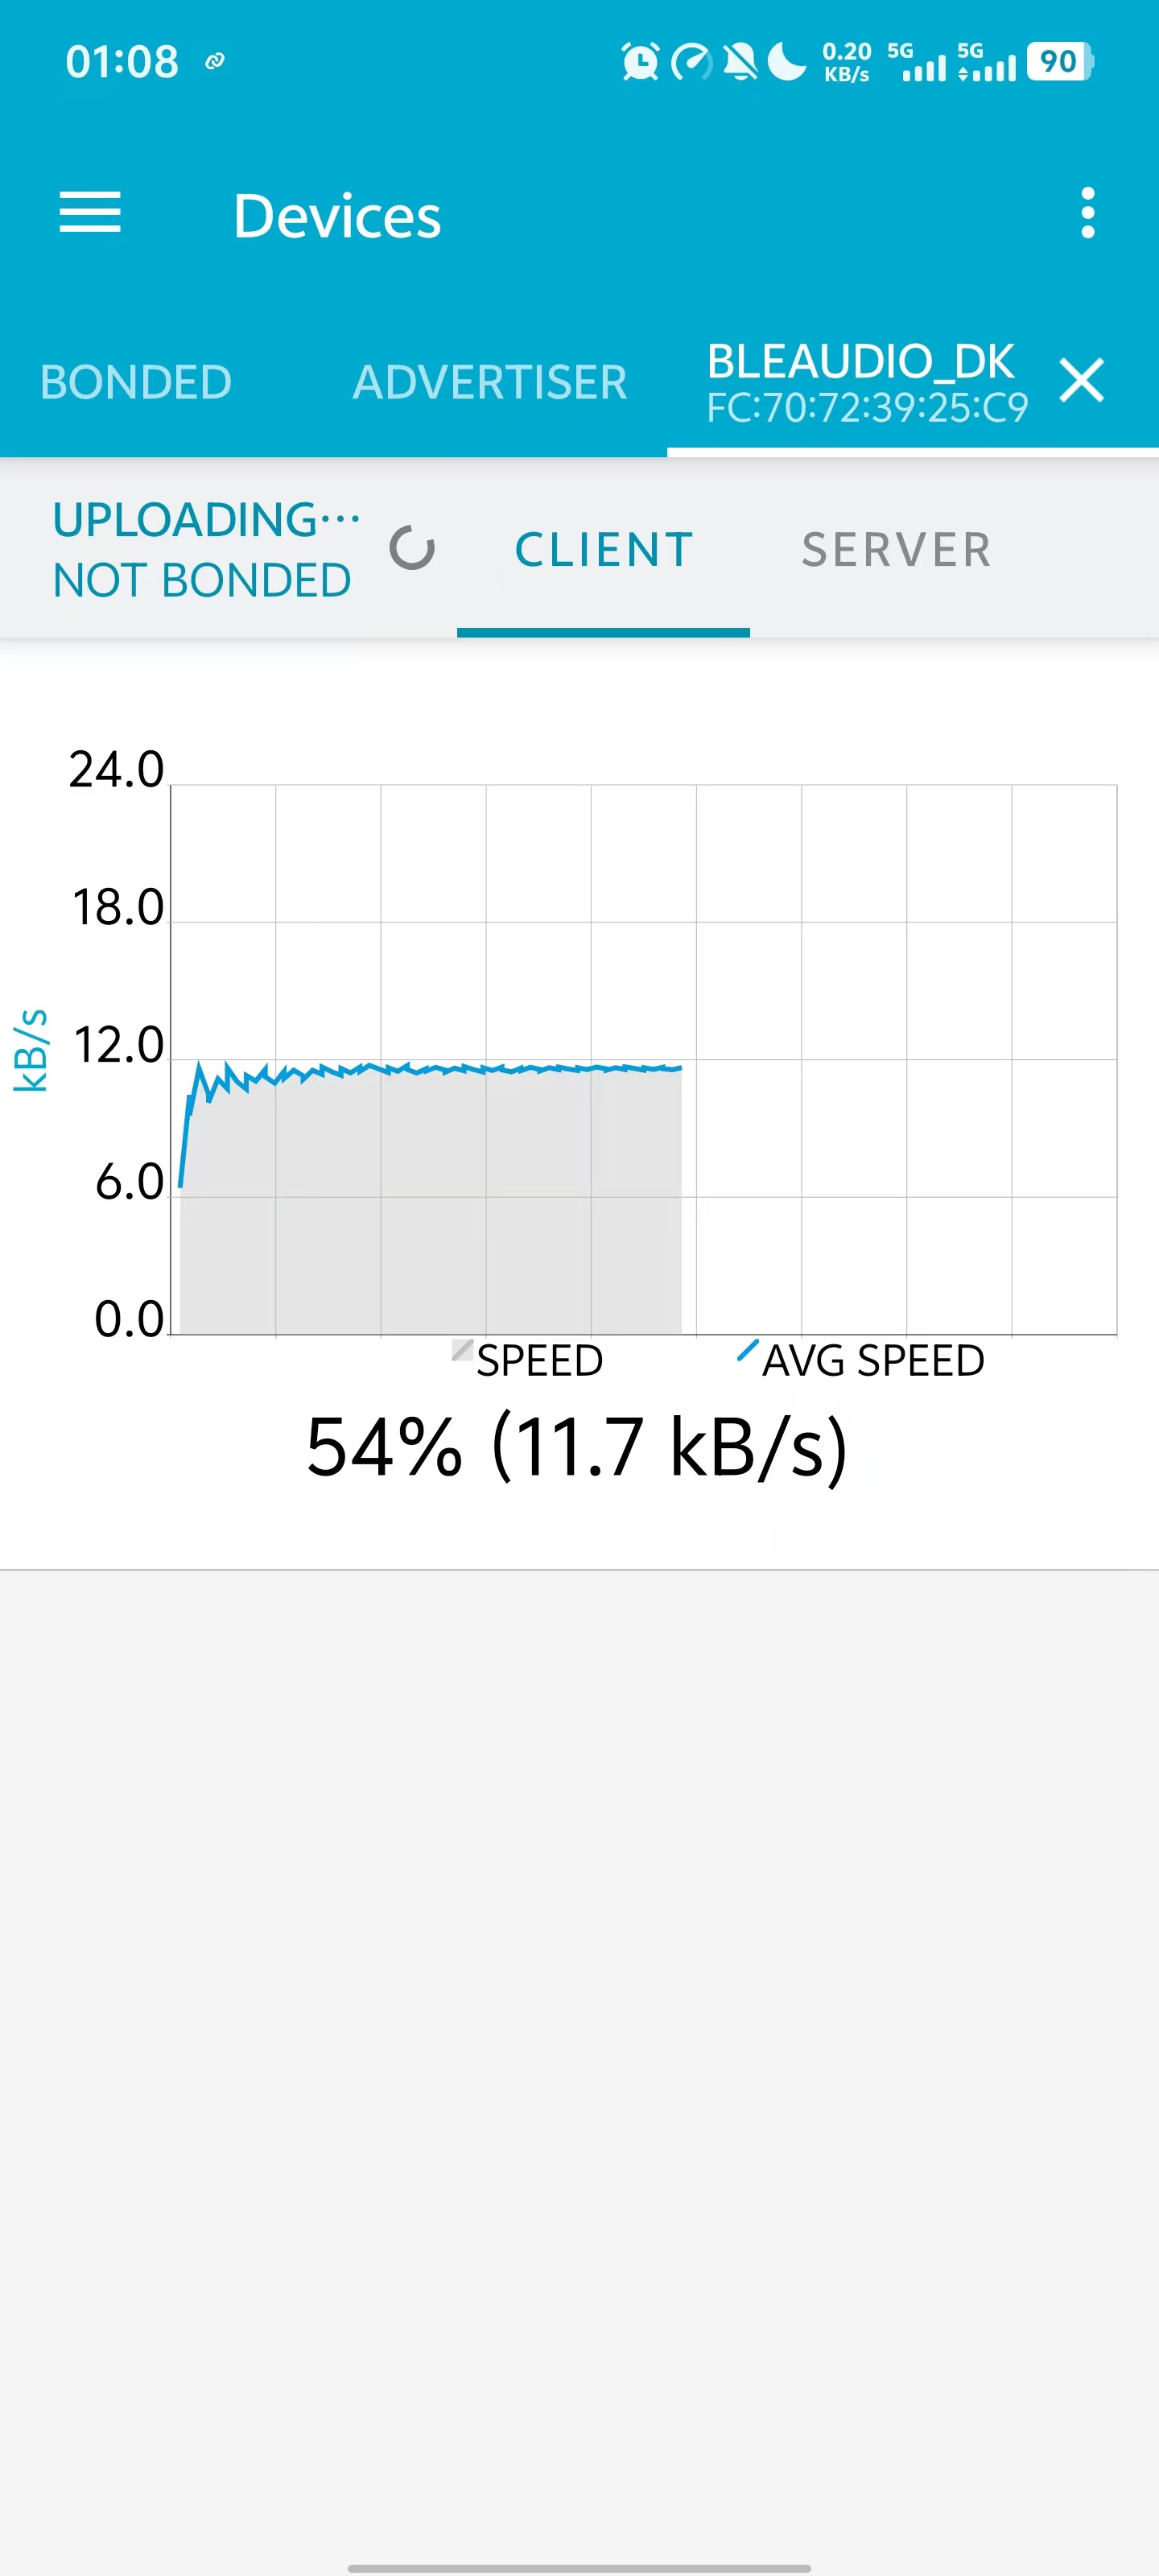 01:08
0.20
KB/s
5G
5G
90
Devices
BONDED
ADVERTISER
BLEAUDIO_DK
FC:70:72:39:25:C9
UPLOADING···
NOT BONDED
CLIENT
SERVER
24.0
18.0
12.0
6.0
0.0
kB/s
SPEED
AVG SPEED
54% (11.7 kB/s)